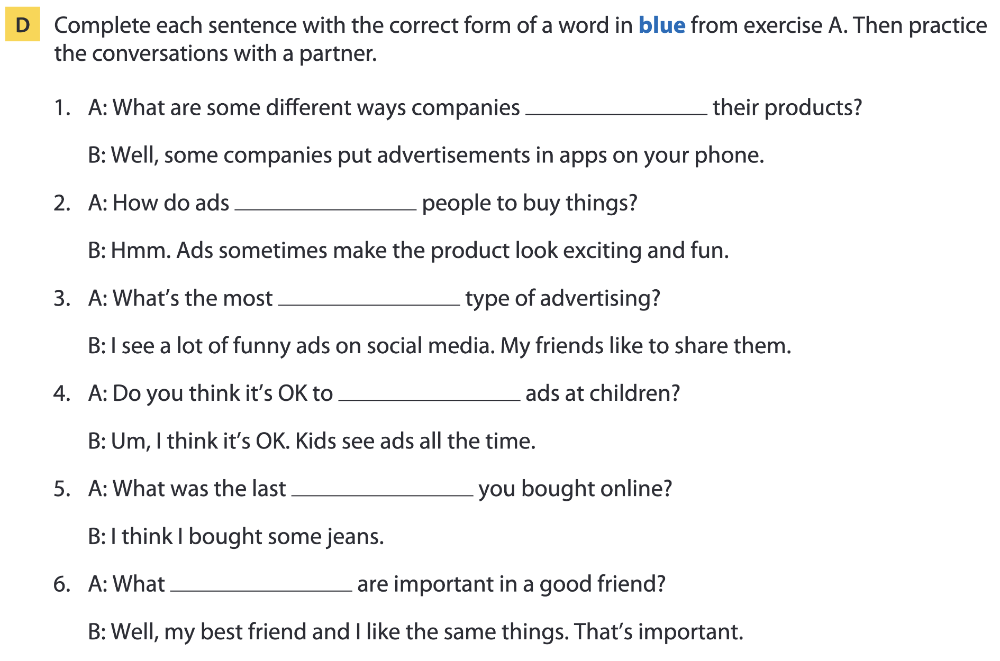 D Complete each sentence with the correct form of a word in blue from exercise A. Then practice
the conversations with a partner.
1. A: What are some different ways companies ________________ their products?
B: Well, some companies put advertisements in apps on your phone.
2. A: How do ads ________________ people to buy things?
B: Hmm. Ads sometimes make the product look exciting and fun.
3. A: What’s the most ________________ type of advertising?
B: I see a lot of funny ads on social media. My friends like to share them.
4. A: Do you think it’s OK to ________________ ads at children?
B: Um, I think it’s OK. Kids see ads all the time.
5. A: What was the last ________________ you bought online?
B: I think I bought some jeans.
6. A: What ________________ are important in a good friend?
B: Well, my best friend and I like the same things. That’s important.